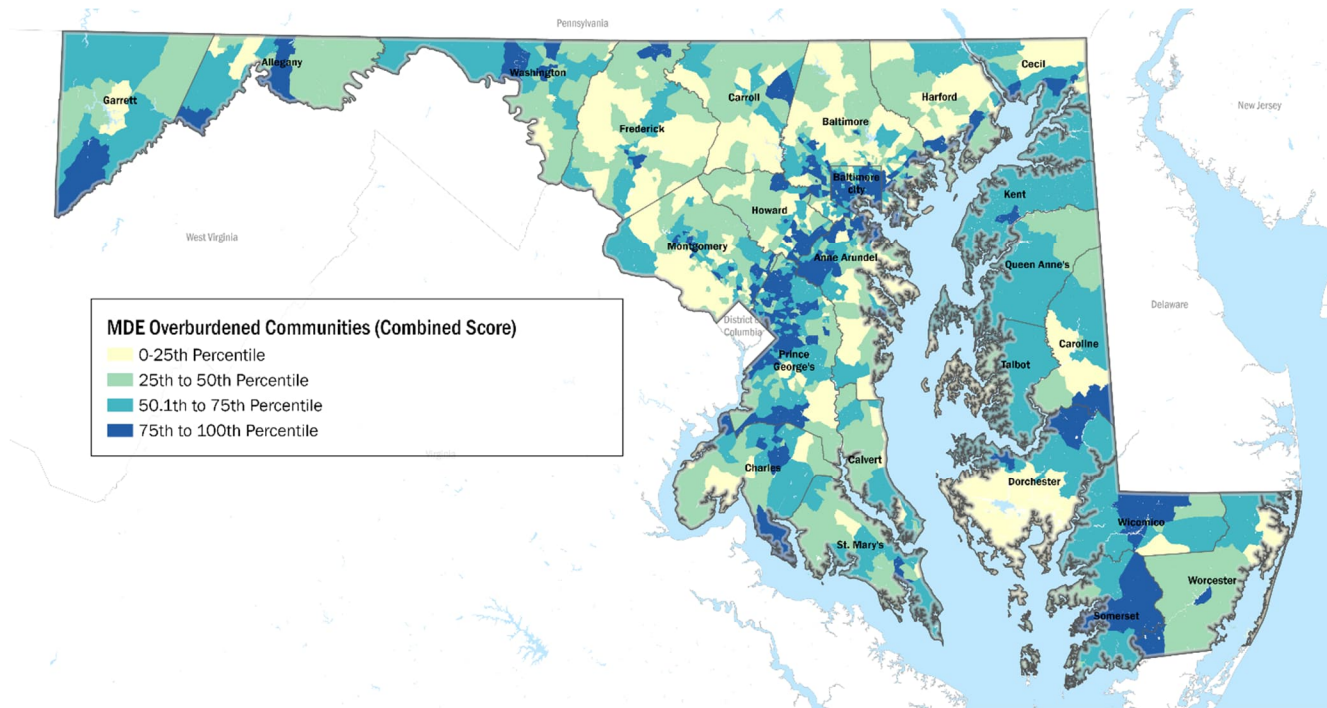 Pennsylvania
Allegany
Washington
Cecil
Garrett
Carroll
Harford
New Jersey
Frederick
Baltimore
Baltimore
city
Kent
Howard
West Virginia
Montgomery
Anne Arundel
Queen Anne's
MDE Overburdened Communities (Combined Score)
0-25th Percentile
25th to 50th Percentile
50.1th to 75th Percentile
75th to 100th Percentile
District of
Columbia
Delaware
Caroline
Prince
George's
Talbot
Virginia
Charles
Calvert
Dorchester
Wicomico
St. Mary's
Worcester
Somerset